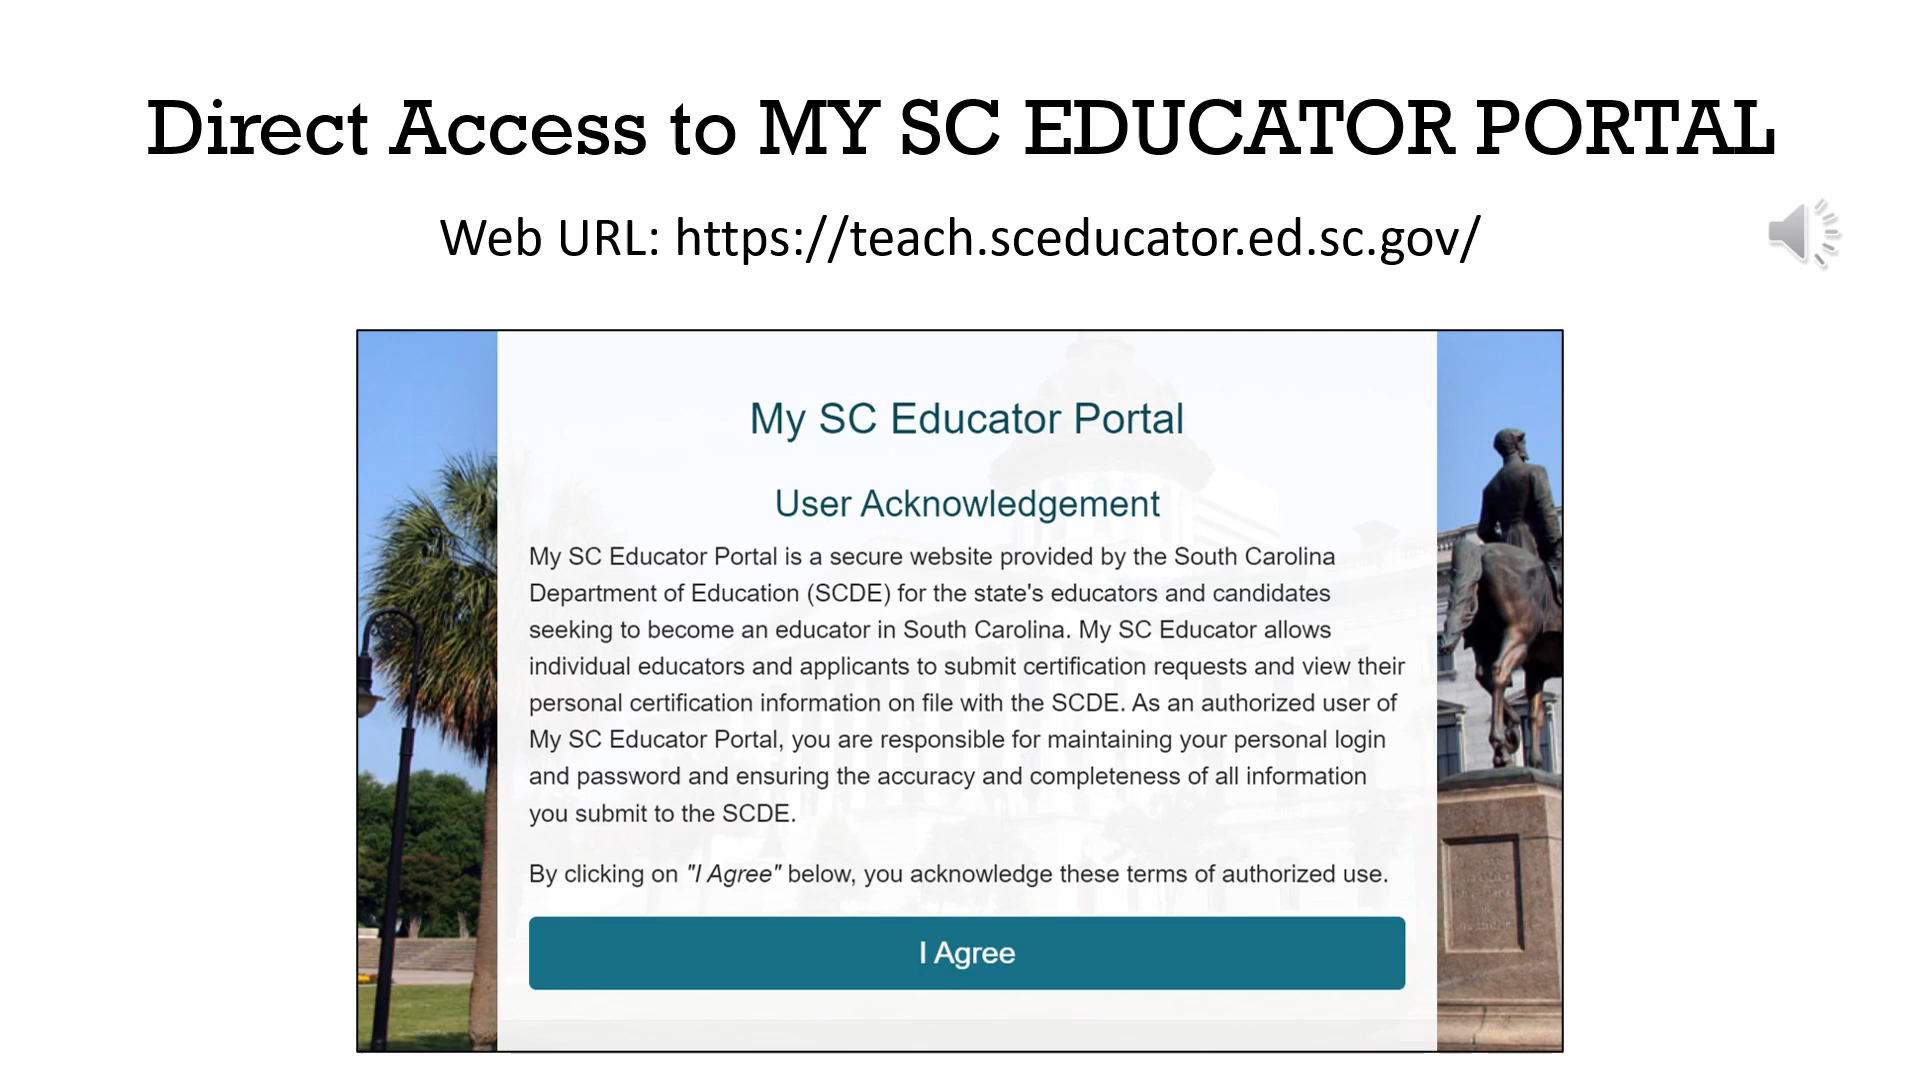 Direct Access to MY SC EDUCATOR PORTAL
Web URL: https://teach.sceducator.ed.sc.gov/
My SC Educator Portal
User Acknowledgement
My SC Educator Portal is a secure website provided by the South Carolina
Department of Education (SCDE) for the state's educators and candidates
seeking to become an educator in South Carolina. My SC Educator allows
individual educators and applicants to submit certification requests and view their
personal certification information on file with the SCDE. As an authorized user of
My SC Educator Portal, you are responsible for maintaining your personal login
and password and ensuring the accuracy and completeness of all information
you submit to the SCDE.
By clicking on "I Agree" below, you acknowledge these terms of authorized use.
I Agree